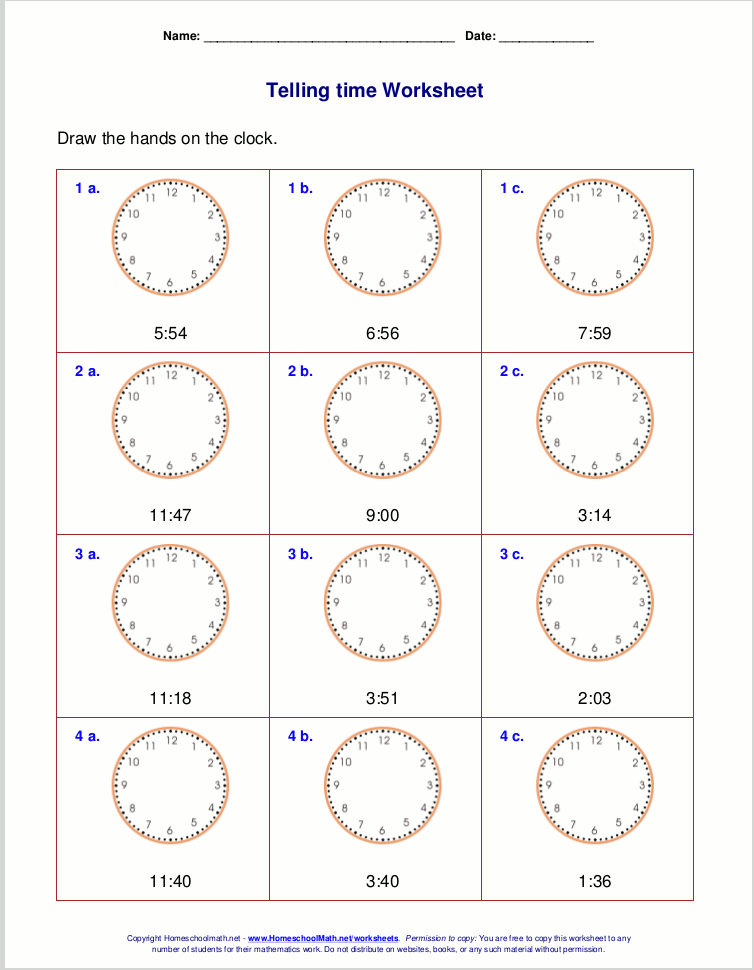 Name: ______________________________________ Date: ______________
Telling time Worksheet
Draw the hands on the clock.
1 a. 1 b. 1 c.
12 1 2 3 4 5 6 7 8 9 10 11 12 1 2 3 4 5 6 7 8 9 10 11 12 1 2 3 4 5 6 7 8 9 10 11
5:54 6:56 7:59
2 a. 2 b. 2 c.
12 1 2 3 4 5 6 7 8 9 10 11 12 1 2 3 4 5 6 7 8 9 10 11 12 1 2 3 4 5 6 7 8 9 10 11
11:47 9:00 3:14
3 a. 3 b. 3 c.
12 1 2 3 4 5 6 7 8 9 10 11 12 1 2 3 4 5 6 7 8 9 10 11 12 1 2 3 4 5 6 7 8 9 10 11
11:18 3:51 2:03
4 a. 4 b. 4 c.
12 1 2 3 4 5 6 7 8 9 10 11 12 1 2 3 4 5 6 7 8 9 10 11 12 1 2 3 4 5 6 7 8 9 10 11
11:40 3:40 1:36
Copyright Homeschoolmath.net - www.HomeschoolMath.net/worksheets. Permission to copy: You are free to copy this worksheet to any
number of students for their mathematics work. Do not distribute on websites, books, or any such material without permission.